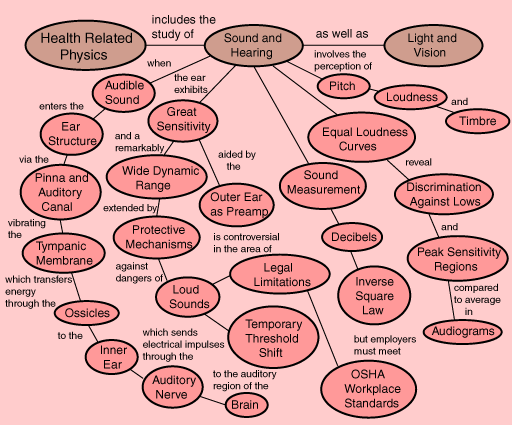 includes the
study of
as well as
Health Related
Physics
Sound and
Hearing
Light and
Vision
when
the ear
exhibits
involves the
perception of
Audible
Sound
Pitch
Loudness
and
Timbre
enters the
Great
Sensitivity
Ear
Structure
and a
remarkably
Equal Loudness
Curves
via the
aided by
the
reveal
Pinna and
Auditory
Canal
Wide Dynamic
Range
Sound
Measurement
Discrimination
Against Lows
extended by
Outer Ear
as Preamp
vibrating
the
Protective
Mechanisms
is controversial
in the area of
Decibels
and
Tympanic
Membrane
Peak Sensitivity
Regions
against
dangers of
Legal
Limitations
which transfers
energy
through the
Loud
Sounds
Inverse
Square
Law
compared
to average
in
Ossicles
Temporary
Threshold
Shift
Audiograms
to the
which sends
electrical impulses
through the
but employers
must meet
Inner
Ear
to the auditory
region of the
Auditory
Nerve
Brain
OSHA
Workplace
Standards